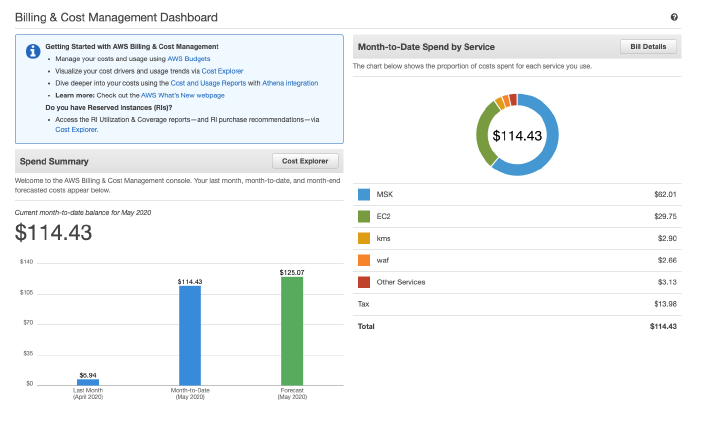 Billing & Cost Management Dashboard
Getting Started with AWS Billing & Cost Management
• Manage your costs and usage using AWS Budgets
• Visualize your cost drivers and usage trends via Cost Explorer
• Dive deeper into your costs using the Cost and Usage Reports with Athena integration
• Learn more: Check out the AWS What's New webpage
Do you have Reserved Instances (RIs)?
• Access the RI Utilization & Coverage reports—and RI purchase recommendations—via
Cost Explorer.
Spend Summary
Cost Explorer
Welcome to the AWS Billing & Cost Management console. Your last month, month-to-date, and month-end
forecasted costs appear below.
Current month-to-date balance for May 2020
$114.43
$140
$105
$70
$35
$0
$6.94
$114.43
$125.07
Last Month
(April 2020)
Month-to-Date
(May 2020)
Forecast
(May 2020)
Month-to-Date Spend by Service
Bill Details
The chart below shows the proportion of costs spent for each service you use.
$114.43
MSK $62.01
EC2 $29.75
kms $2.90
waf $2.66
Other Services $3.13
Tax $13.98
Total $114.43